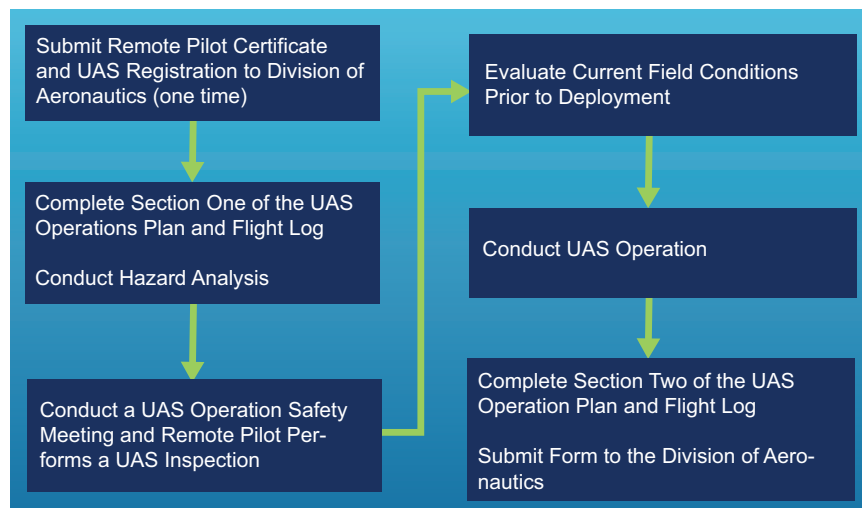 Submit Remote Pilot Certificate
and UAS Registration to Division of
Aeronautics (one time)
Complete Section One of the UAS
Operations Plan and Flight Log
Conduct Hazard Analysis
Conduct a UAS Operation Safety
Meeting and Remote Pilot Per-
forms a UAS Inspection
Evaluate Current Field Conditions
Prior to Deployment
Conduct UAS Operation
Complete Section Two of the UAS
Operation Plan and Flight Log
Submit Form to the Division of Aero-
nautics